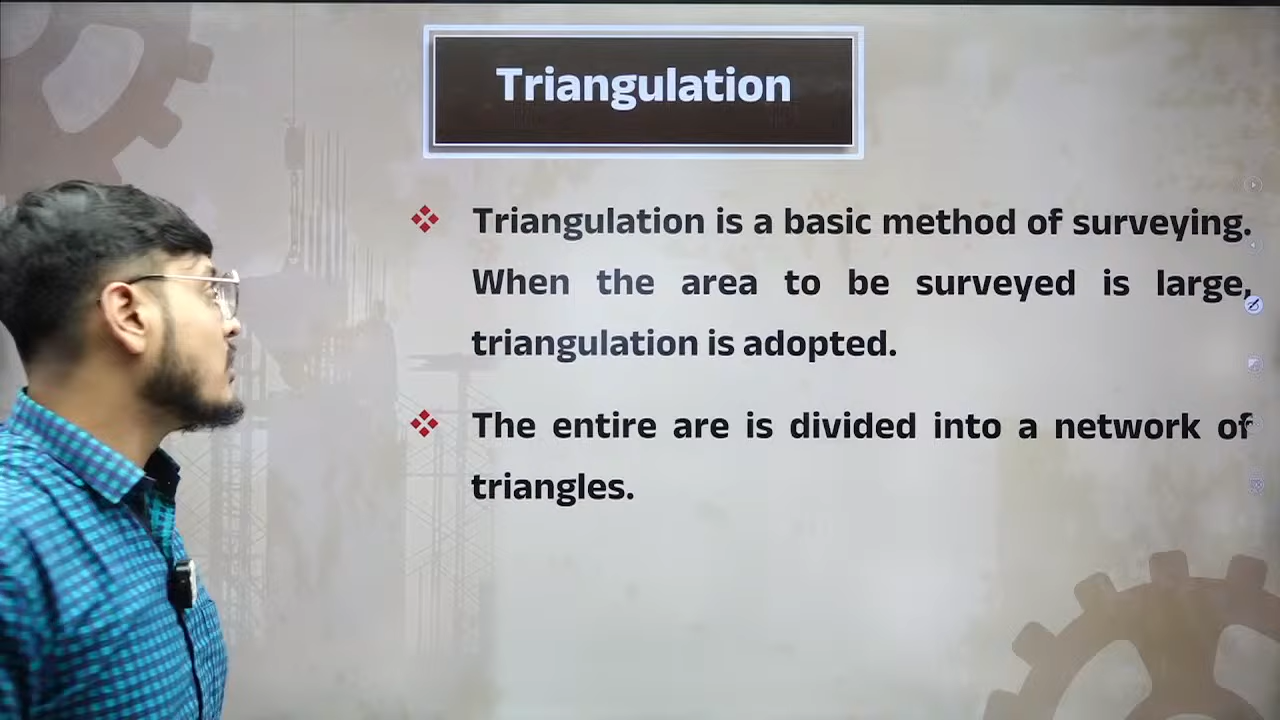 Triangulation
Triangulation is a basic method of surveying.
When the area to be surveyed is large,
triangulation is adopted.
The entire are is divided into a network of
triangles.